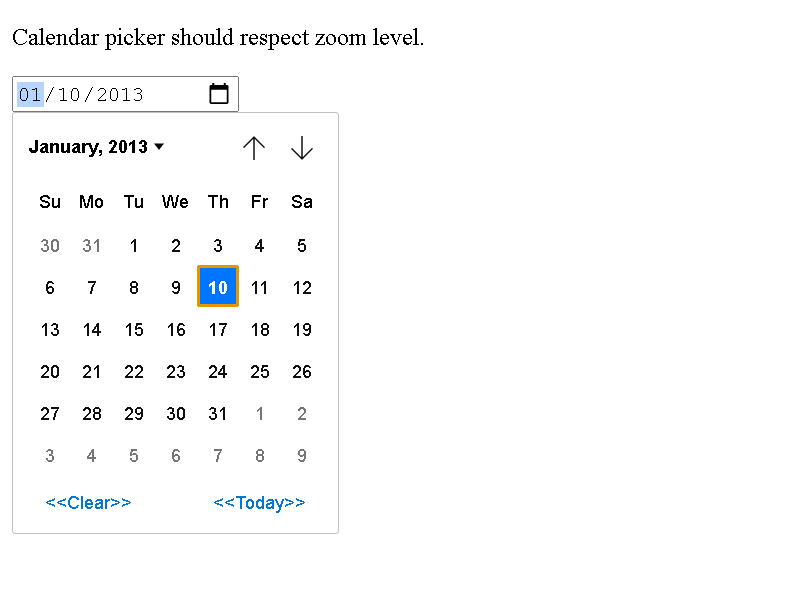 Calendar picker should respect zoom level.
01/10/2013
January, 2013
Su Mo Tu We Th Fr Sa
30 31 1 2 3 4 5
6 7 8 9 10 11 12
13 14 15 16 17 18 19
20 21 22 23 24 25 26
27 28 29 30 31 1 2
3 4 5 6 7 8 9
<<Clear>> <<Today>>